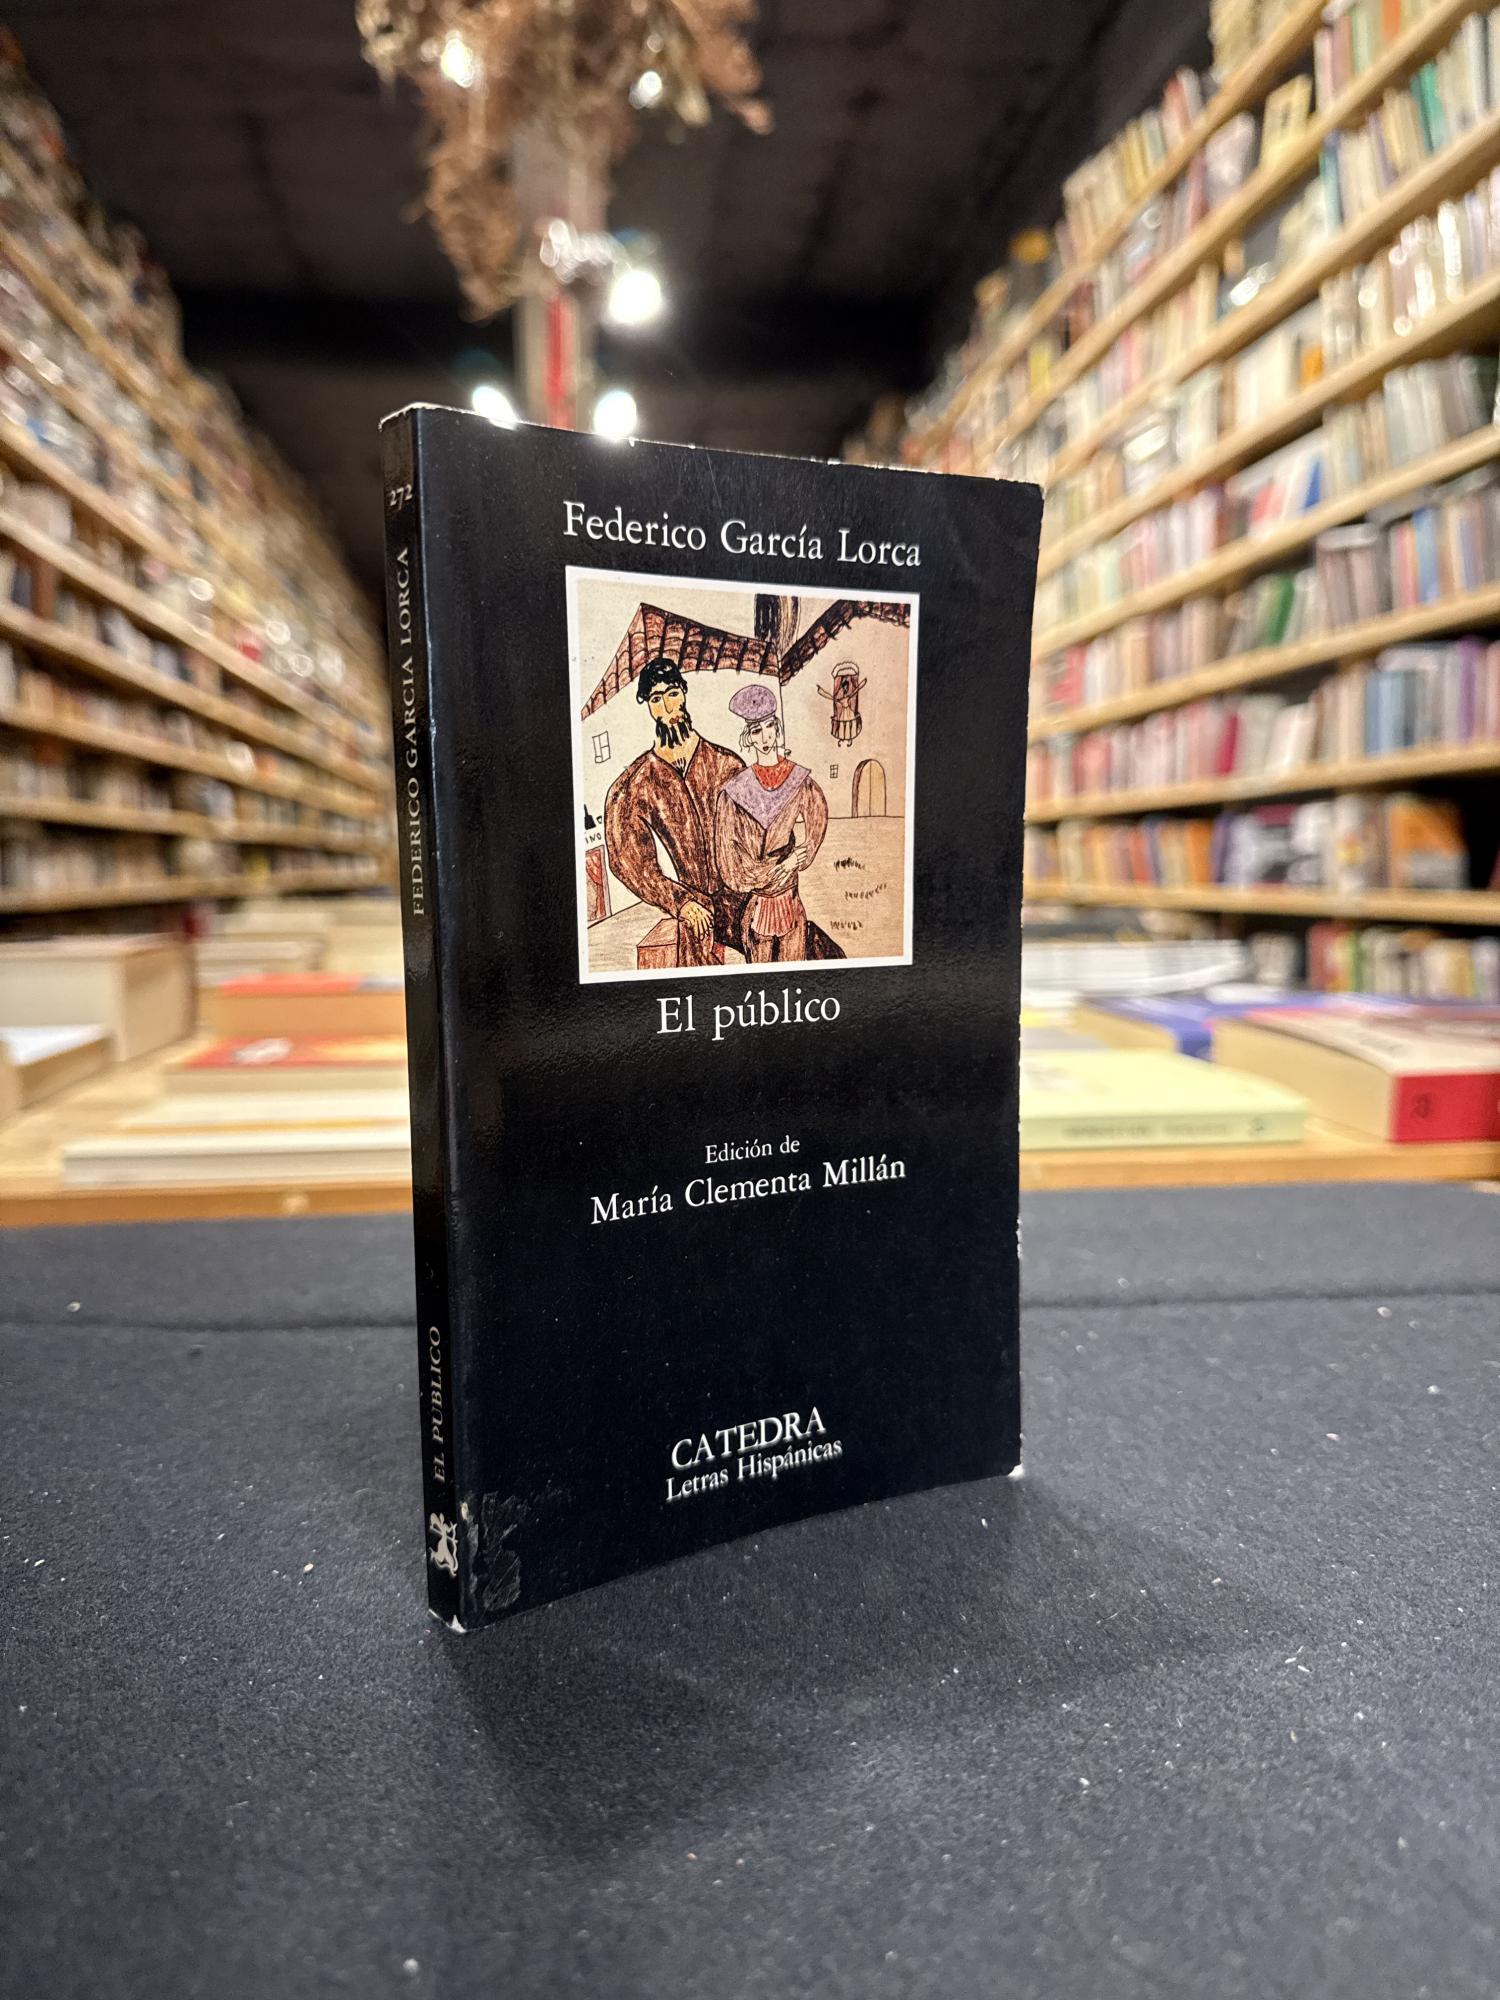 Federico García Lorca
El público
Edición de
María Clementa Millán
CATEDRA
Letras Hispánicas
272
FEDERICO GARCIA LORCA
EL PUBLICO